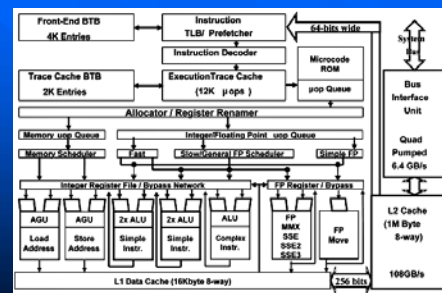 Front-End BTB
4K Entries
Instruction
TLB/ Prefetcher
64-bits wide
System
Bus
Instruction Decoder
Microcode
ROM
Trace Cache BTB
2K Entries
ExecutionTrace Cache
(12K µops)
µop Queue
Bus
Interface
Unit
Quad
Pumped
6.4 GB/s
Allocator / Register Renamer
Memory uop Queue
Integer/Floating Point uop Queue
Memory Scheduler
Fast
Slow/General FP Scheduler
Simple FP
Integer Register File / Bypass Network
FP Register / Bypass
AGU
AGU
2x ALU
2x ALU
ALU
Load
Address
Store
Address
Simple
Instr.
Simple
Instr.
Complex
Instr.
FP
MMX
SSE
SSE2
SSE3
FP
Move
L2 Cache
(1M Byte
8-way)
108GB/s
L1 Data Cache (16Kbyte 8-way)
256 bits